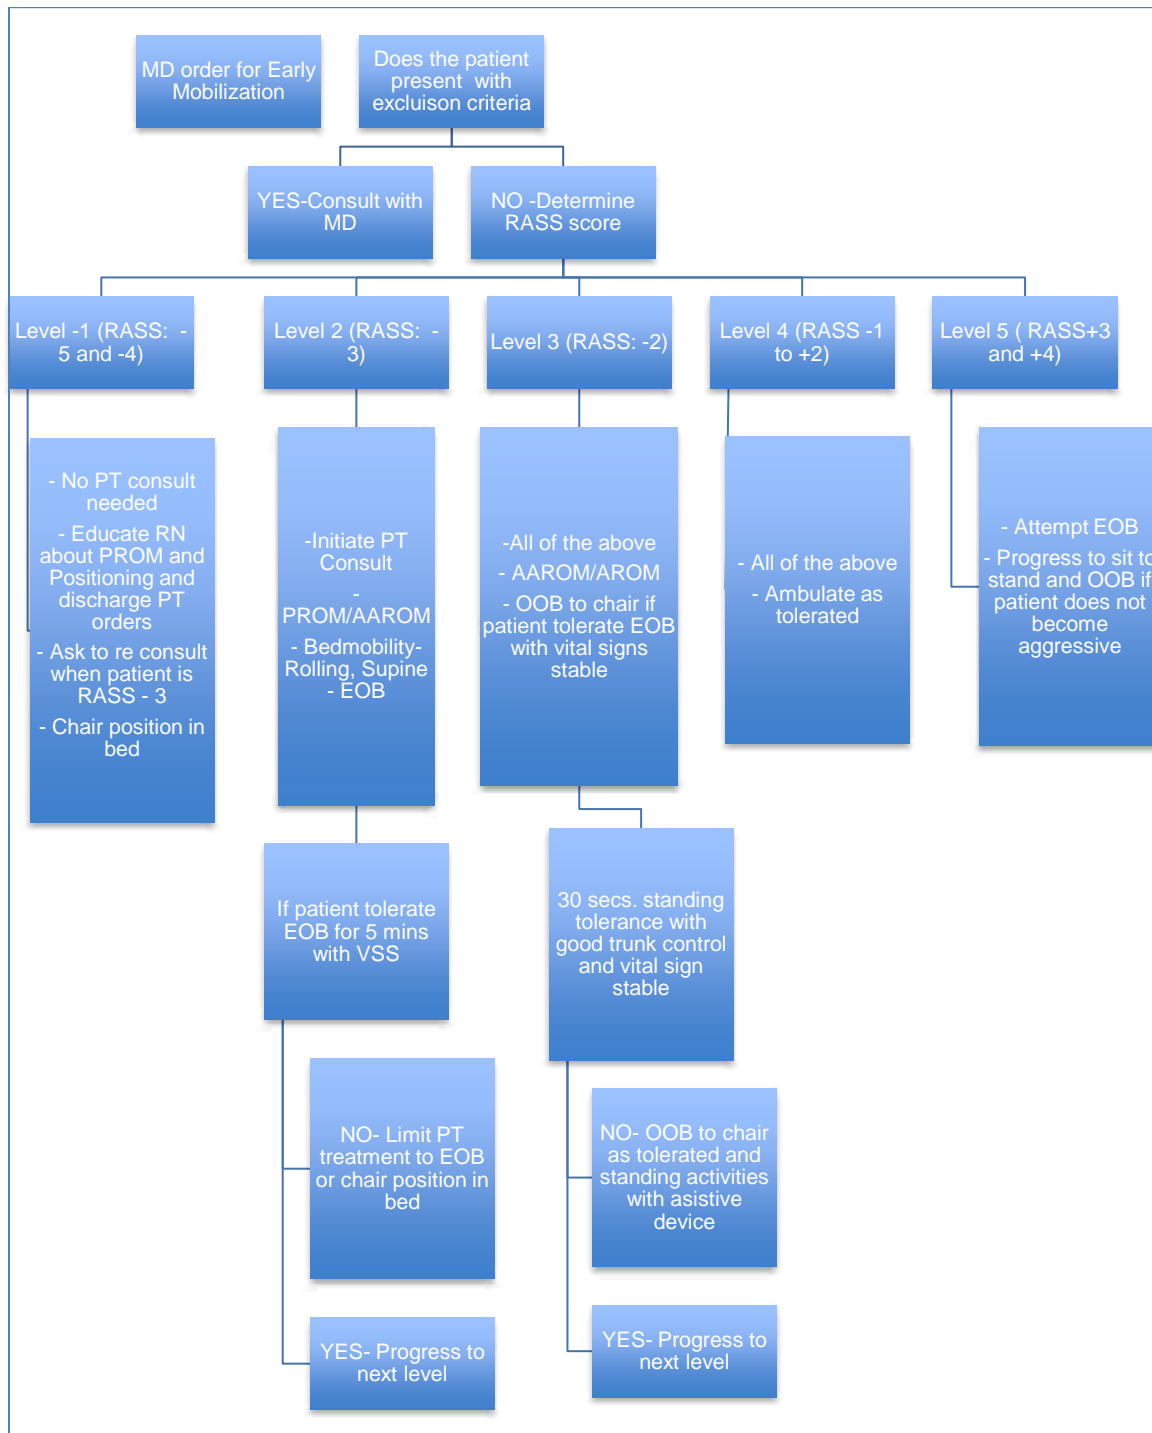 MD order for Early
Mobilization
Does the patient
present with
excluison criteria
YES-Consult with
MD
NO -Determine
RASS score
Level -1 (RASS: -
5 and -4)
Level 2 (RASS: -
3)
Level 3 (RASS: -2)
Level 4 (RASS -1
to +2)
Level 5 ( RASS+3
and +4)
- No PT consult
needed
- Educate RN
about PROM and
Positioning and
discharge PT
orders
- Ask to re consult
when patient is
RASS - 3
- Chair position in
bed
-Initiate PT
Consult
-
PROM/AAROM
- Bedmobility-
Rolling, Supine
- EOB
-All of the above
- AAROM/AROM
- OOB to chair if
patient tolerate EOB
with vital signs
stable
- All of the above
- Ambulate as
tolerated
- Attempt EOB
- Progress to sit to
stand and OOB if
patient does not
become
aggressive
If patient tolerate
EOB for 5 mins
with VSS
30 secs. standing
tolerance with
good trunk control
and vital sign
stable
NO- Limit PT
treatment to EOB
or chair position in
bed
NO- OOB to chair
as tolerated and
standing activities
with asistive
device
YES- Progress to
next level
YES- Progress to
next level